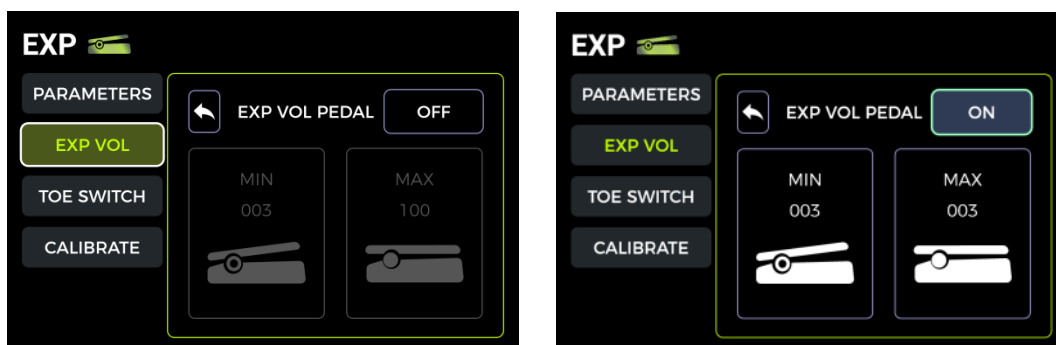 EXP
PARAMETERS
EXP VOL
TOE SWITCH
CALIBRATE
EXP VOL PEDAL OFF
MIN MAX
003 100
EXP
PARAMETERS
EXP VOL
TOE SWITCH
CALIBRATE
EXP VOL PEDAL ON
MIN MAX
003 003